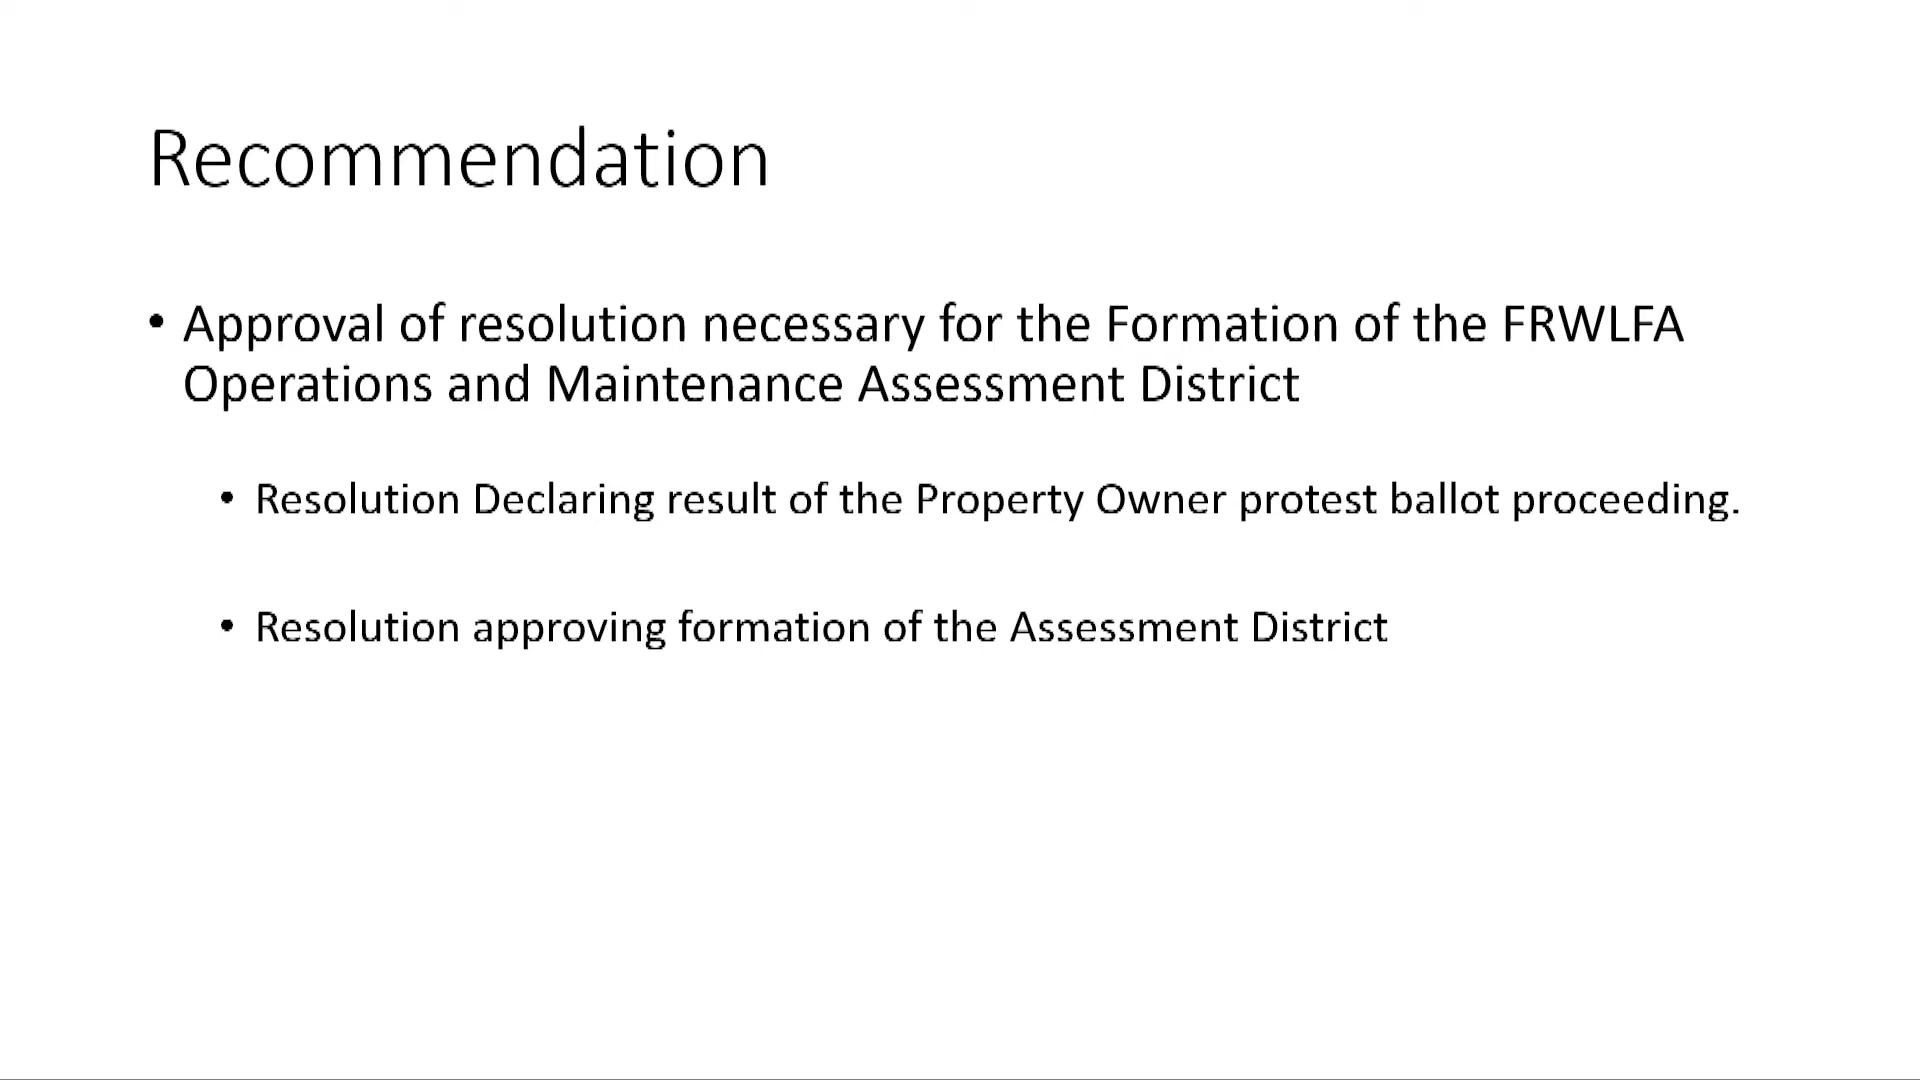 Recommendation
• Approval of resolution necessary for the Formation of the FRWLFA
Operations and Maintenance Assessment District
• Resolution Declaring result of the Property Owner protest ballot proceeding.
• Resolution approving formation of the Assessment District